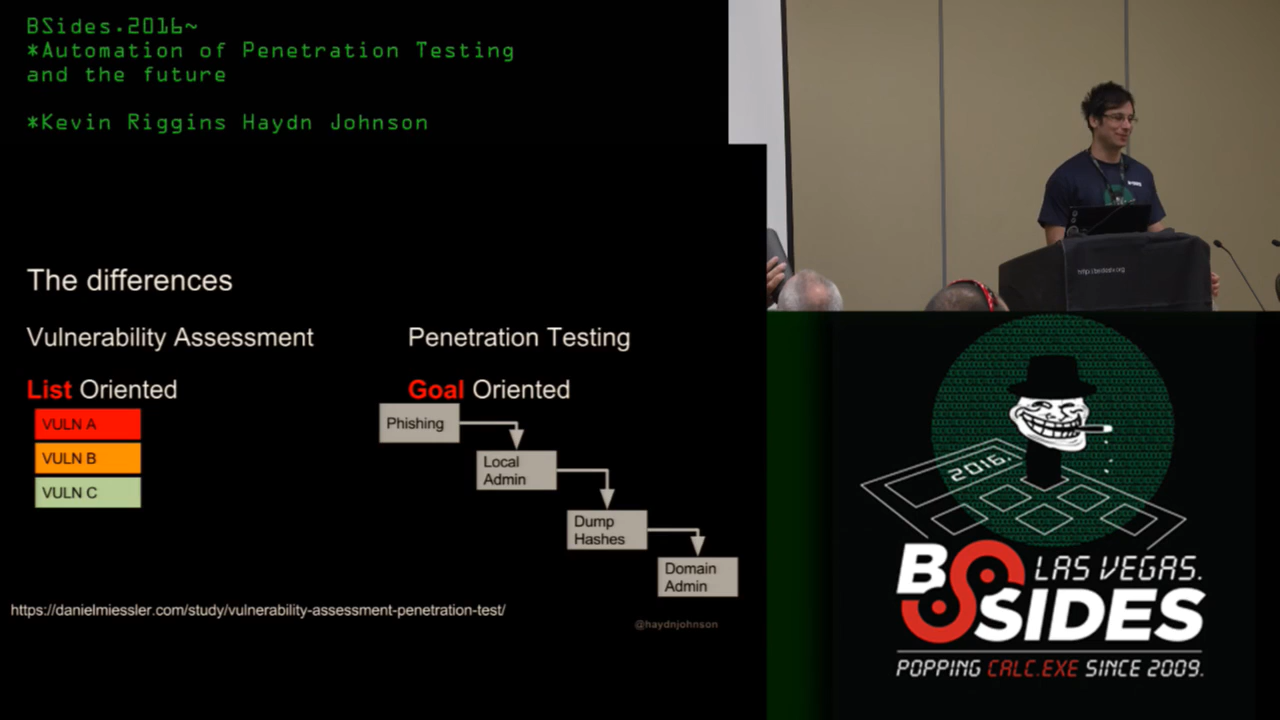 BSides.2016~
*Automation of Penetration Testing
and the future
*Kevin Riggins Haydn Johnson
The differences
Vulnerability Assessment
Penetration Testing
List Oriented
Goal Oriented
VULN A
VULN B
VULN C
Phishing
Local
Admin
Dump
Hashes
Domain
Admin
https://danielmiessler.com/study/vulnerability-assessment-penetration-test/
@haydnjohnson
2016.
BSIDES
LAS VEGAS.
POPPING CALC.EXE SINCE 2009.